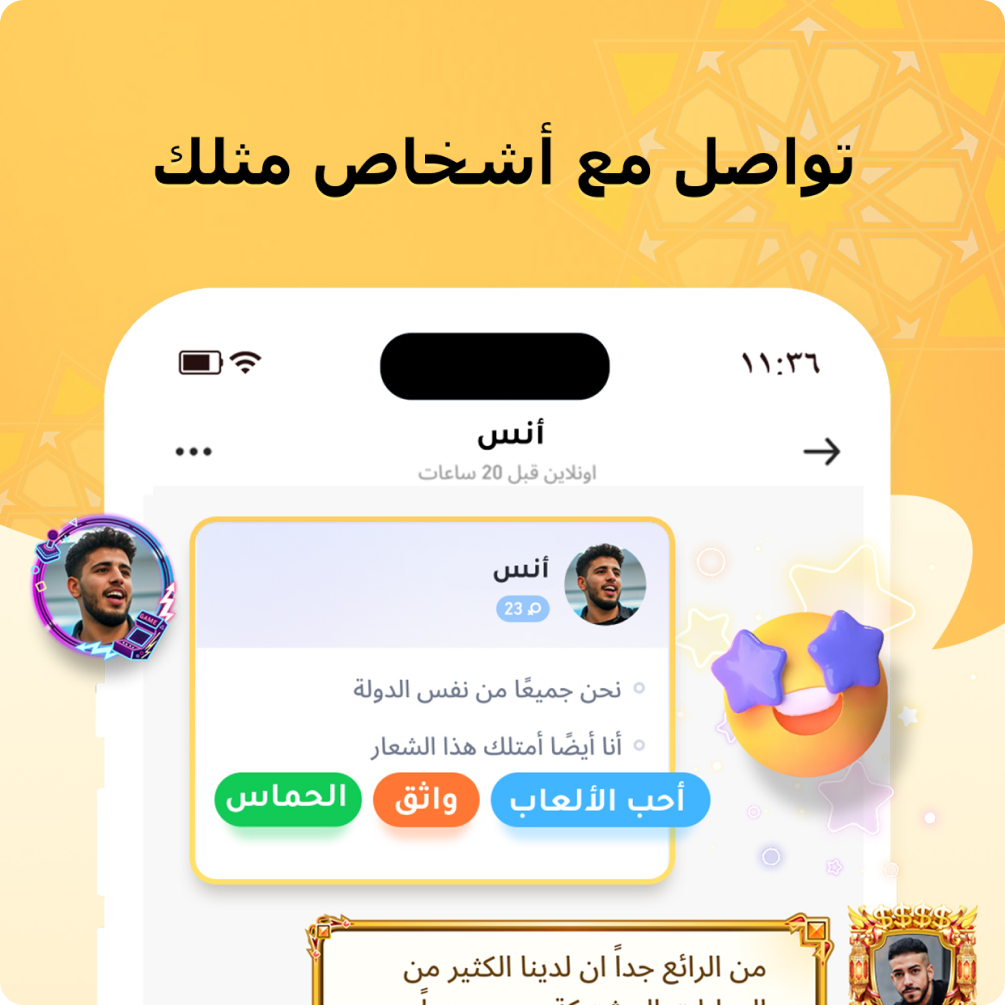 تواصل مع أشخاص مثلك
١١:٣٦
أنس
اونلاين قبل 20 ساعات
أنس
23
نحن جميعًا من نفس الدولة
أنا أيضًا أمتلك هذا الشعار
أحب الألعاب واثق الحماس
GAME
$$$$
من الرائع جداً ان لدينا الكثير من